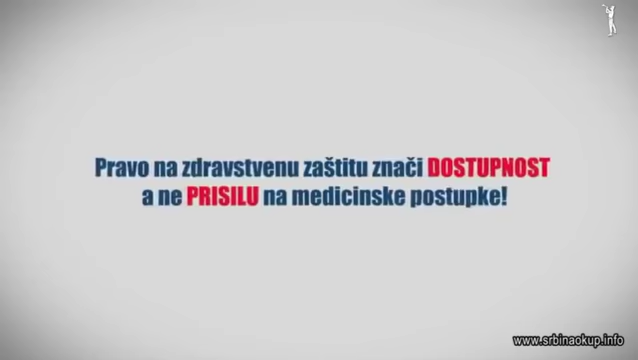 Pravo na zdravstvenu zaštitu znači DOSTUPNOST
a ne PRISILU na medicinske postupke!
www.srbinaokup.info